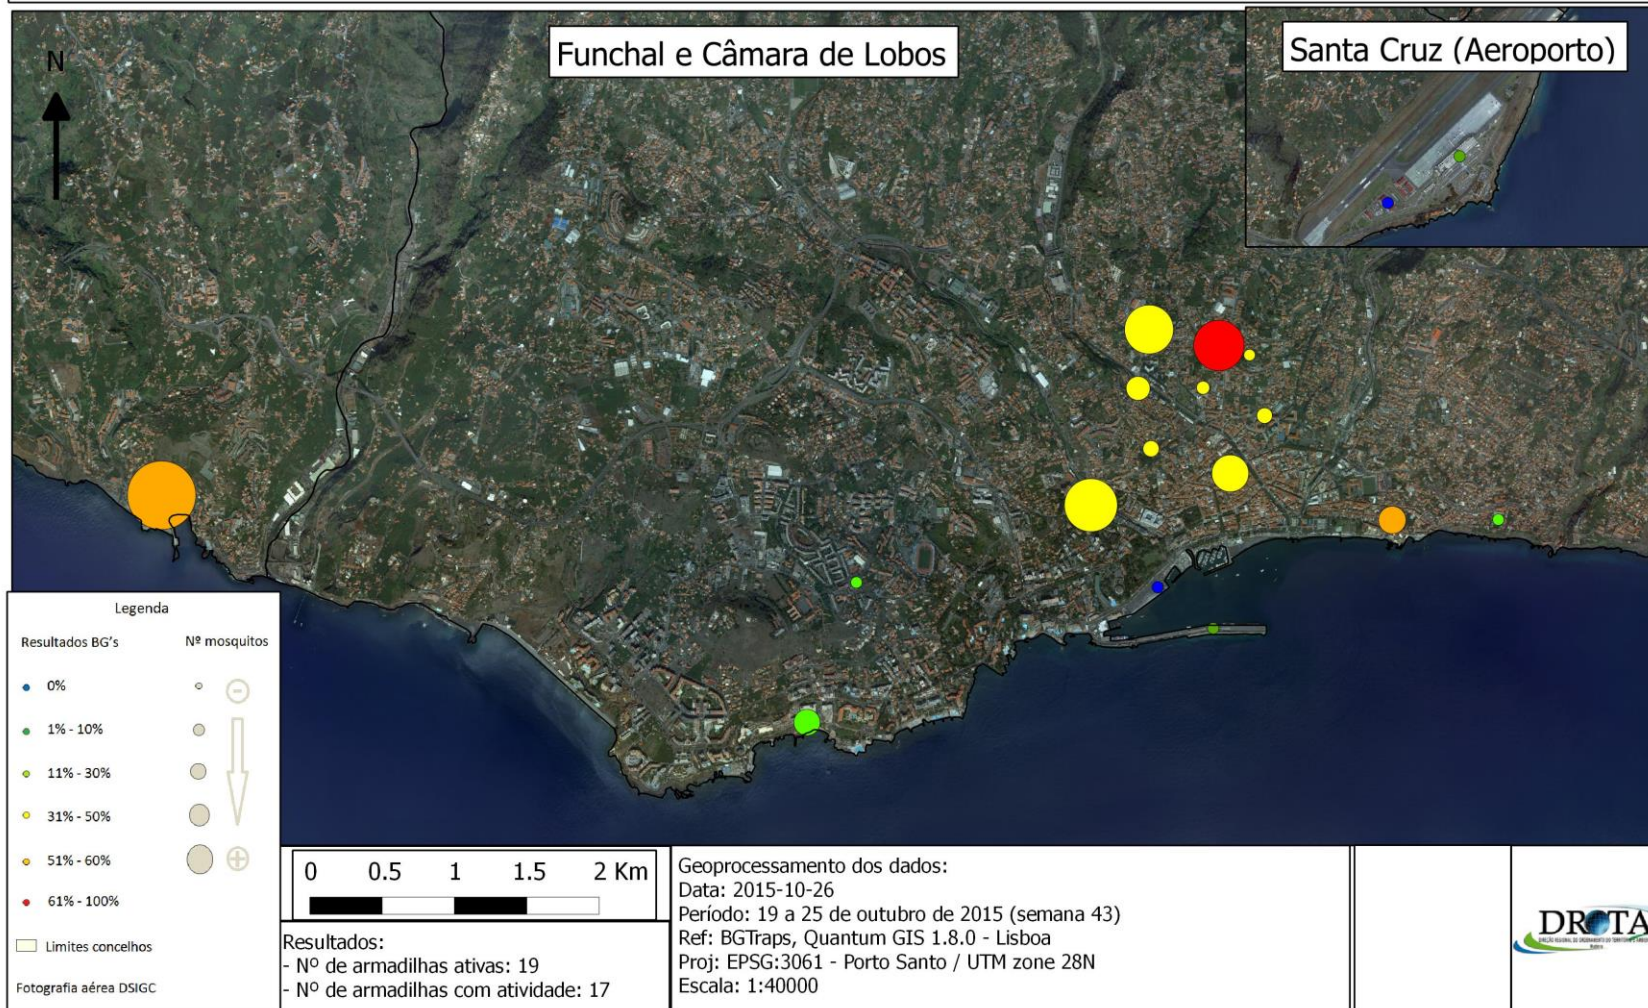 Funchal e Câmara de Lobos
Santa Cruz (Aeroporto)
N
Legenda
Resultados BG's
Nº mosquitos
0%
1% - 10%
11% - 30%
31% - 50%
51% - 60%
61% - 100%
Limites concelhos
Fotografia aérea DSIGC
0 0.5 1 1.5 2 Km
Resultados:
- Nº de armadilhas ativas: 19
- Nº de armadilhas com atividade: 17
Geoprocessamento dos dados:
Data: 2015-10-26
Período: 19 a 25 de outubro de 2015 (semana 43)
Ref: BGTraps, Quantum GIS 1.8.0 - Lisboa
Proj: EPSG:3061 - Porto Santo / UTM zone 28N
Escala: 1:40000
DROTA